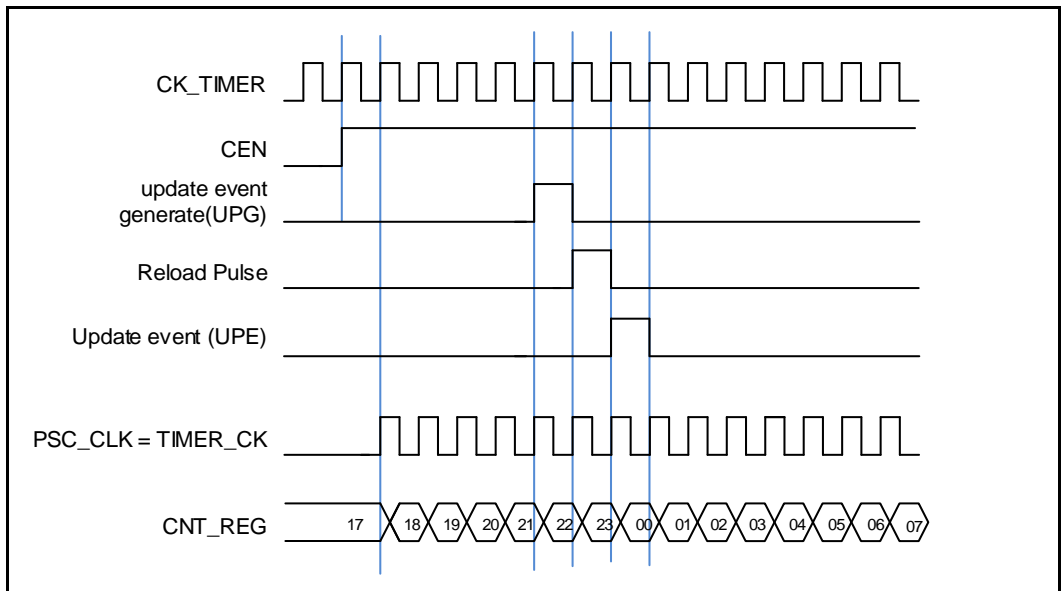 CK_TIMER
CEN
update event
generate(UPG)
Reload Pulse
Update event (UPE)
PSC_CLK = TIMER_CK
CNT_REG 17 18 19 20 21 22 23 00 01 02 03 04 05 06 07